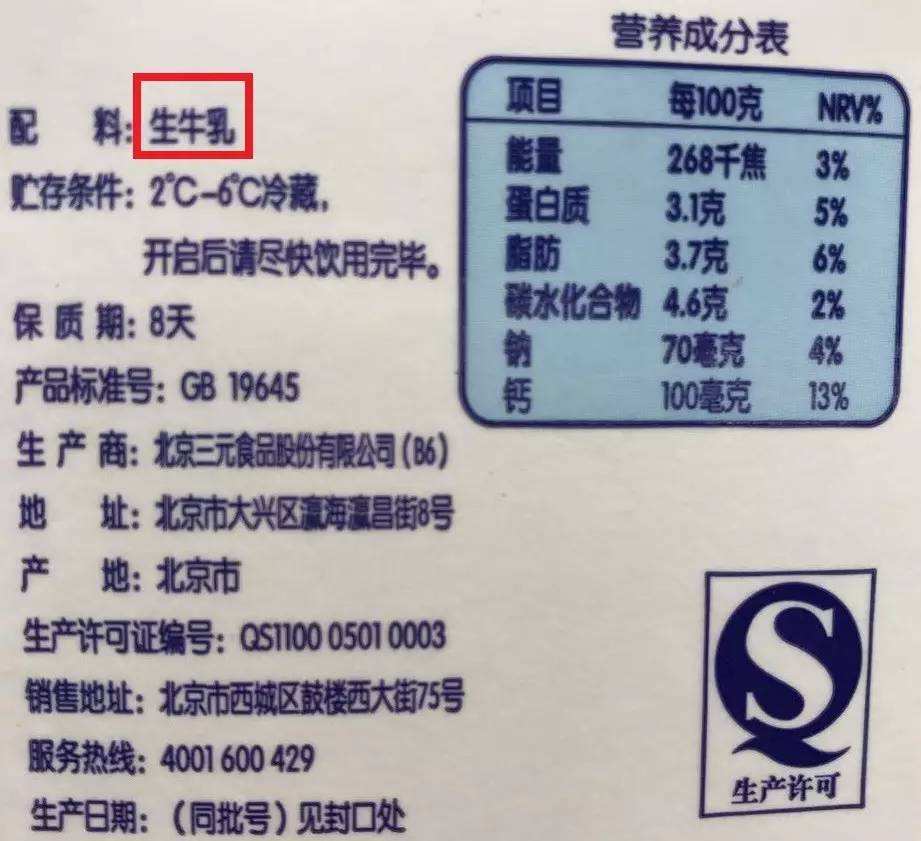 配 料：生牛乳
贮存条件：2℃-6℃冷藏，
开启后请尽快饮用完毕。
保 质 期：8天
产品标准号：GB 19645
生 产 商：北京三元食品股份有限公司（B6）
地 址：北京市大兴区瀛海瀛昌街8号
产 地：北京市
生产许可证编号：QS1100 0501 0003
销售地址：北京市西城区鼓楼西大街75号
服务热线：4001 600 429
生产日期：（同批号）见封口处
营养成分表
项目 每100克 NRV%
能量 268千焦 3%
蛋白质 3.1克 5%
脂肪 3.7克 6%
碳水化合物 4.6克 2%
钠 70毫克 4%
钙 100毫克 13%
QS
生产许可